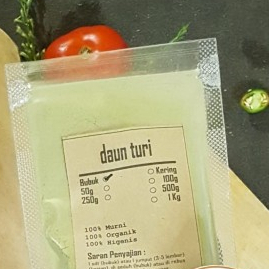 daun turi
Bubuk Kering
50g 100g
250g 500g
1 Kg
100% Murni
100% Organik
100% Higenis
Saran Penyajian :